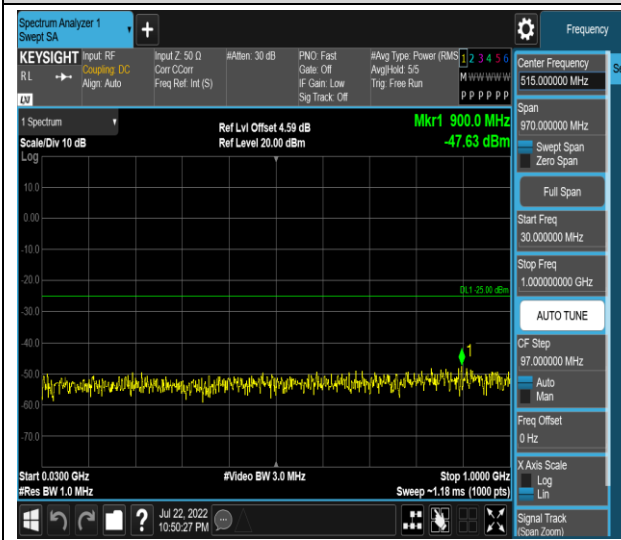 Spectrum Analyzer 1
Swept SA
+
Frequency
KEYSIGHT
RL
LXI
Input: RF
Coupling: DC
Align: Auto
Input Z: 50 Ω
Corr CCorr
Freq Ref: Int (S)
#Atten: 30 dB
PNO: Fast
Gate: Off
IF Gain: Low
Sig Track: Off
#Avg Type: Power (RMS
Avg|Hold: 5/5
Trig: Free Run
1 2 3 4 5 6
M W W W W W
P P P P P P
1 Spectrum
Scale/Div 10 dB
Log
Ref Lvl Offset 4.59 dB
Ref Level 20.00 dBm
Mkr1 900.0 MHz
-47.63 dBm
10.0
0.00
-10.0
-20.0
DL1 -25.00 dBm
-30.0
-40.0
1
-50.0
-60.0
-70.0
Start 0.0300 GHz
#Res BW 1.0 MHz
#Video BW 3.0 MHz
Stop 1.0000 GHz
Sweep ~1.18 ms (1000 pts)
?
Jul 22, 2022
10:50:27 PM
Center Frequency
515.000000 MHz
Span
970.000000 MHz
Swept Span
Zero Span
Full Span
Start Freq
30.000000 MHz
Stop Freq
1.000000000 GHz
AUTO TUNE
CF Step
97.000000 MHz
Auto
Man
Freq Offset
0 Hz
X Axis Scale
Log
Lin
Signal Track
(Span Zoom)